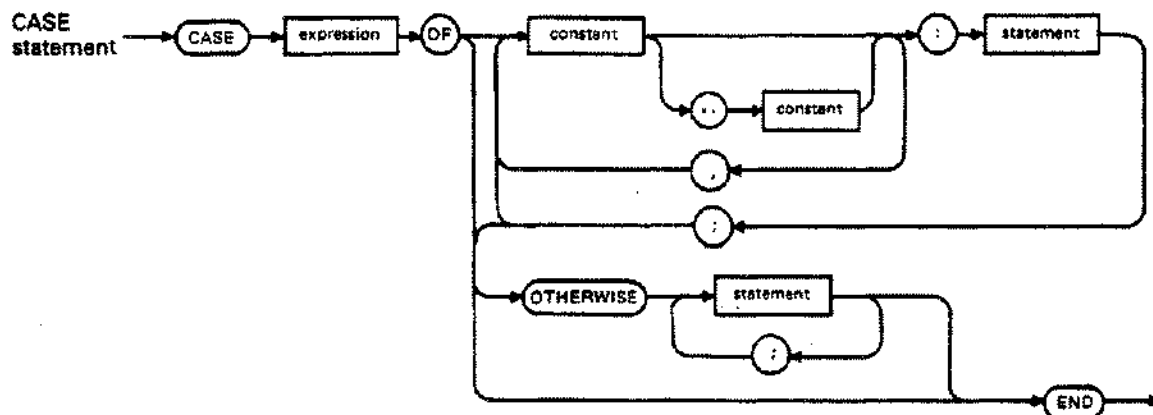 CASE
statement
CASE
expression
OF
constant
:
statement
..
constant
,
;
OTHERWISE
statement
;
END